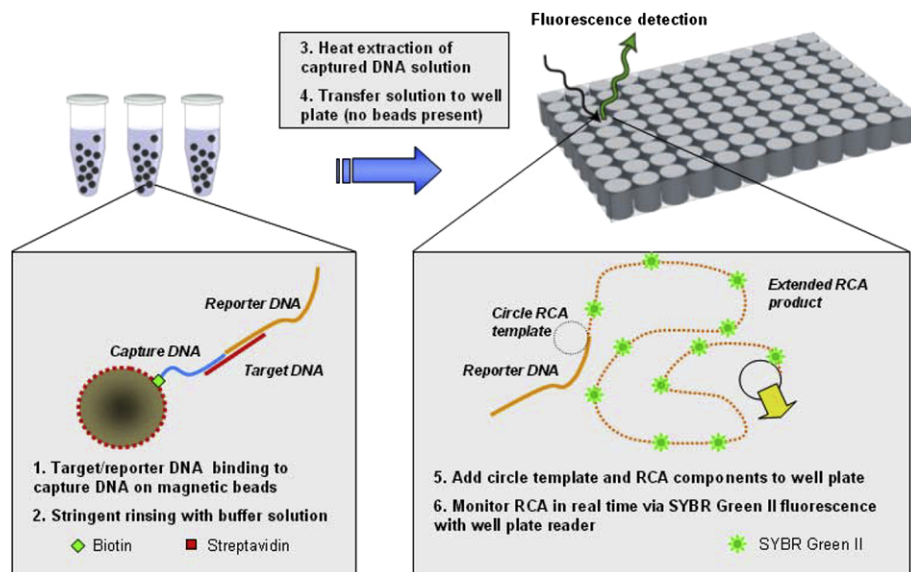 Fluorescence detection
3. Heat extraction of
captured DNA solution
4. Transfer solution to well
plate (no beads present)
Reporter DNA
Capture DNA
Target DNA
1. Target/reporter DNA binding to
capture DNA on magnetic beads
2. Stringent rinsing with buffer solution
Biotin
Streptavidin
Circle RCA
template
Extended RCA
product
Reporter DNA
5. Add circle template and RCA components to well plate
6. Monitor RCA in real time via SYBR Green II fluorescence
with well plate reader
SYBR Green II